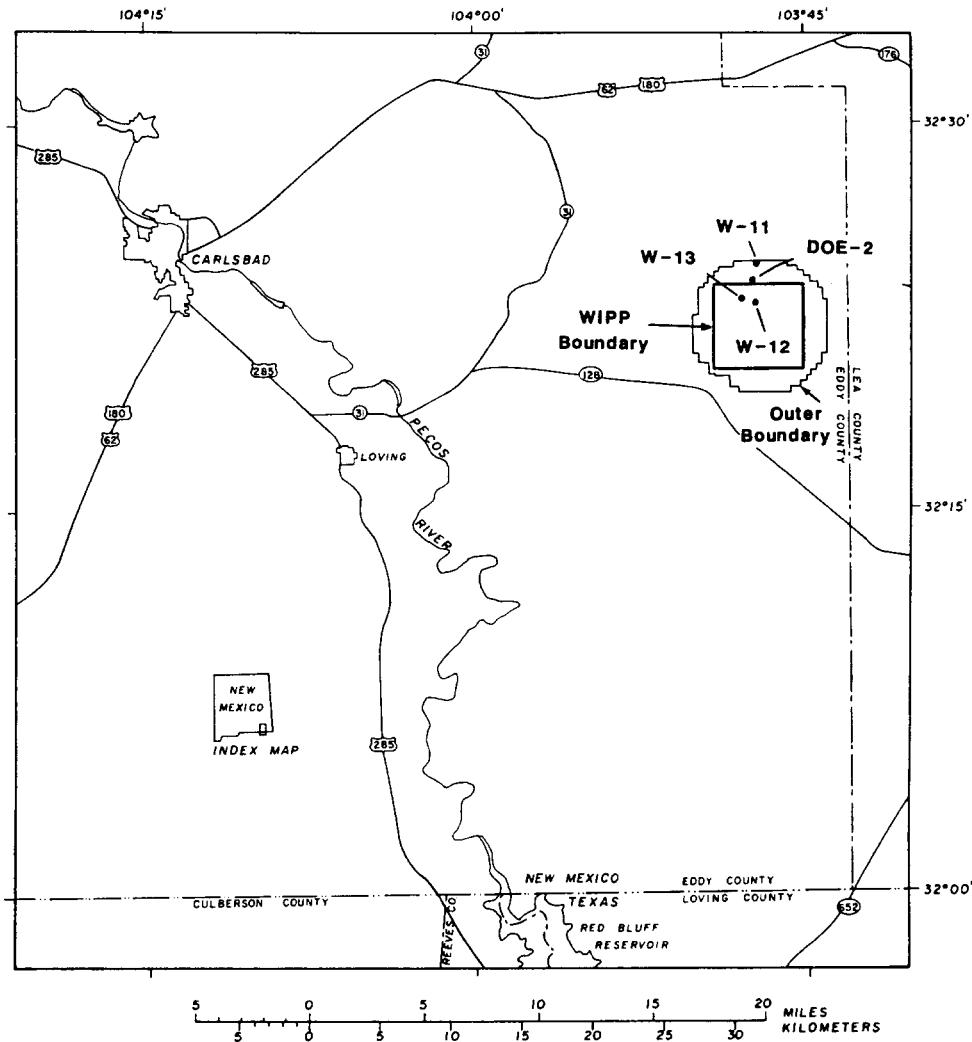 104°15'
104°00'
103°45'
31
176
62 180
32°30'
285
31
W-11
DOE-2
W-13
CARLSBAD
WIPP
Boundary
W-12
285
128
LEA COUNTY
EDDY COUNTY
180
62
31
Outer
Boundary
PECOS
LOVING
32°15'
RIVER
NEW
MEXICO
INDEX MAP
285
NEW MEXICO
EDDY COUNTY
32°00'
CULBERSON COUNTY
TEXAS
LOVING COUNTY
652
REEVES CO
RED BLUFF
RESERVOIR
5 0 5 10 15 20 MILES
5 0 5 10 15 20 25 30 KILOMETERS